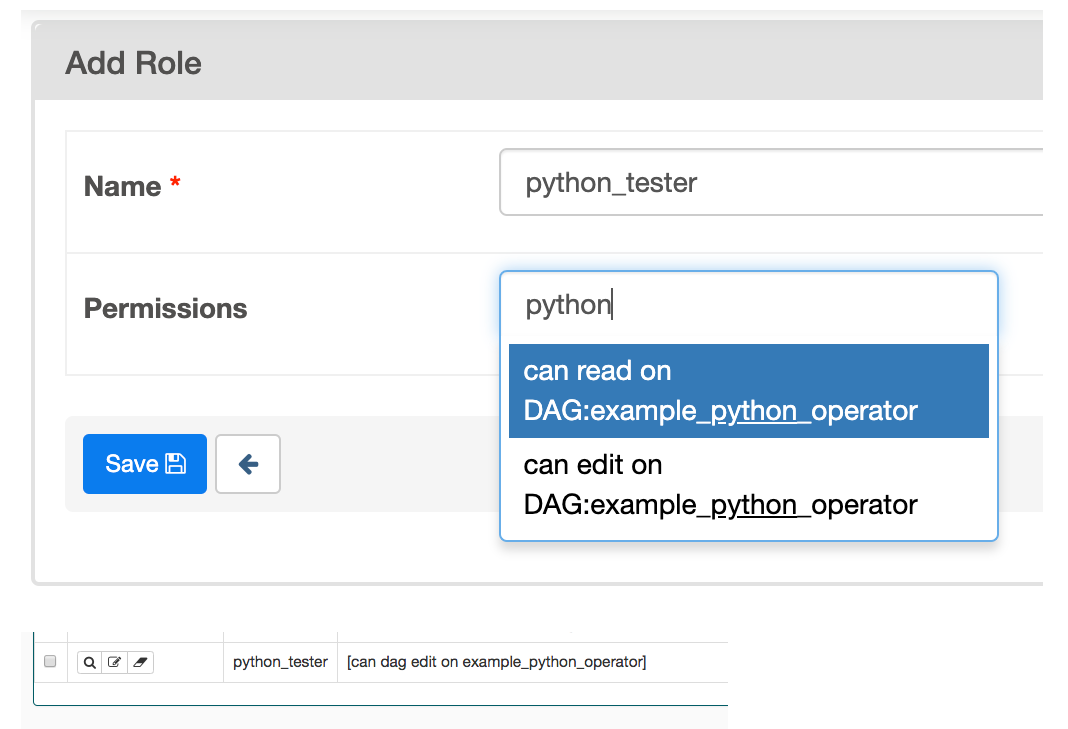 Add Role
Name *
python_tester
Permissions
python
can read on
DAG:example_python_operator
can edit on
DAG:example_python_operator
Save
python_tester [can dag edit on example_python_operator]